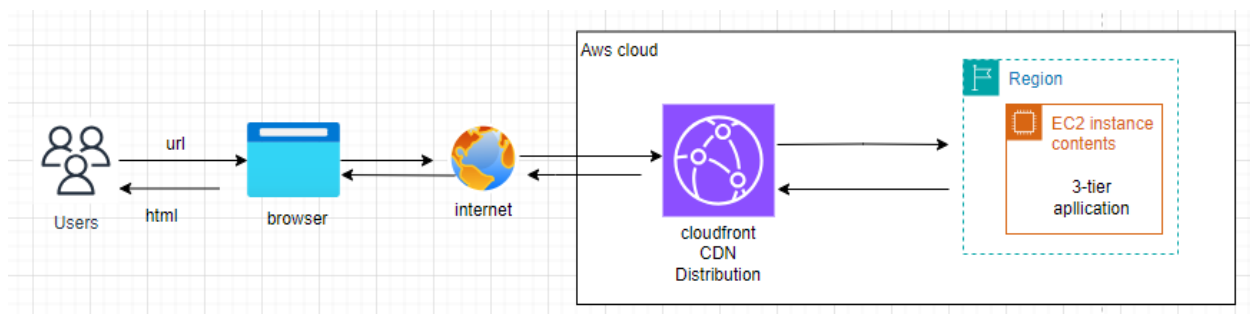 Aws cloud
Region
EC2 instance
contents
3-tier
apllication
url
html
Users
browser
internet
cloudfront
CDN
Distribution